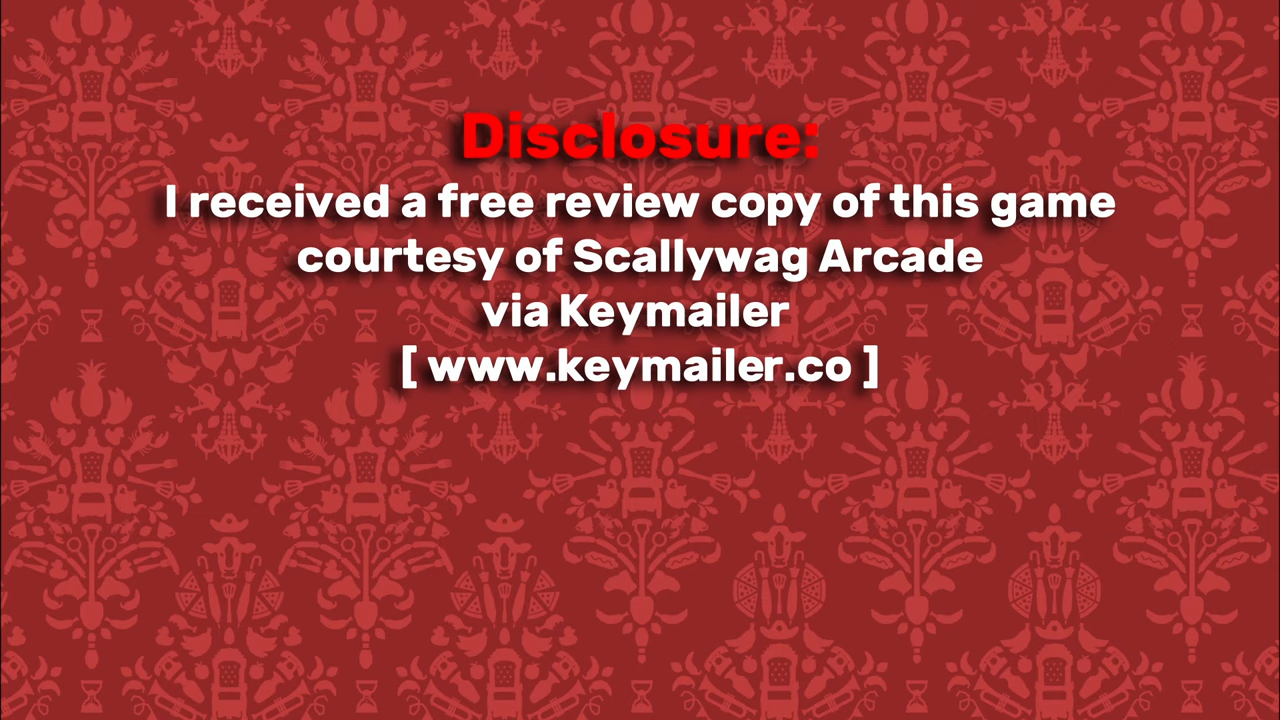 Disclosure:
I received a free review copy of this game
courtesy of Scallywag Arcade
via Keymailer
[ www.keymailer.co ]